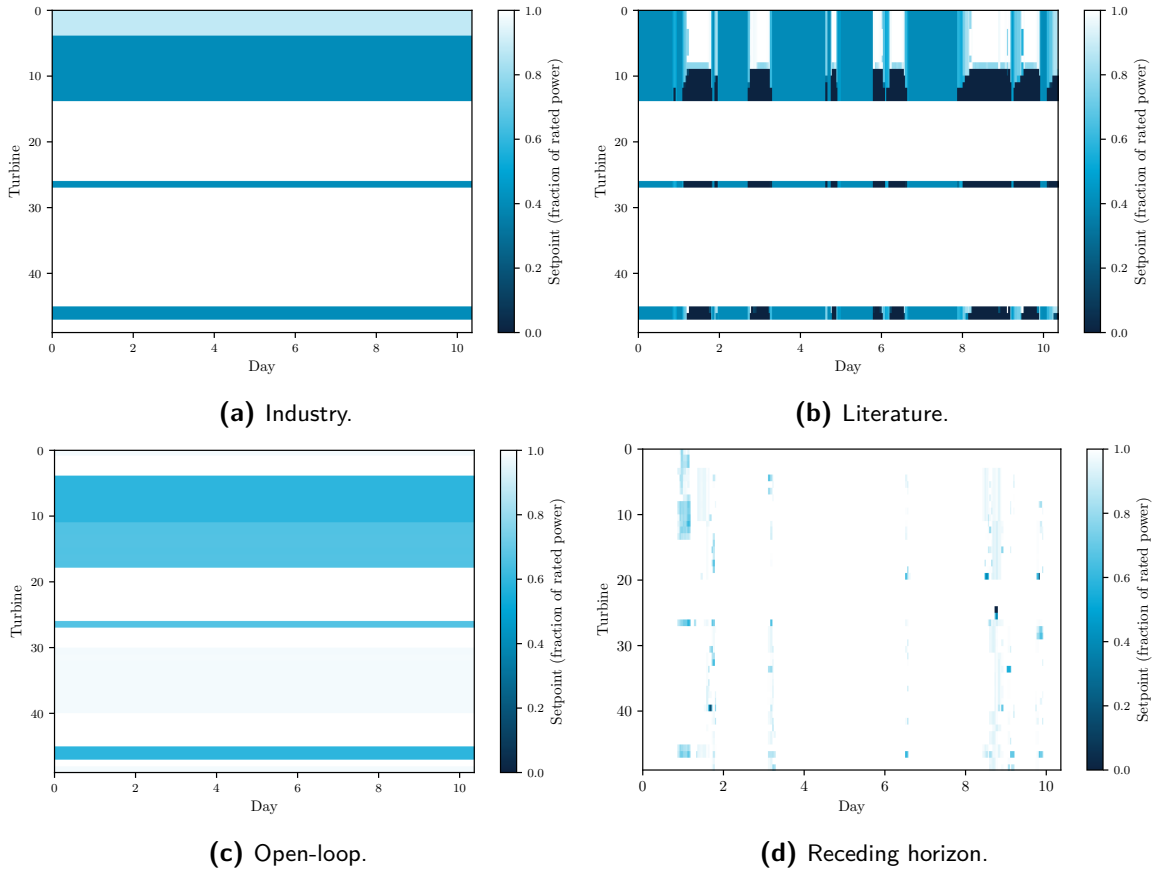 0
10
20
30
40
Turbine
0 2 4 6 8 10
Day
1.0
0.8
0.6
0.4
0.2
0.0
Setpoint (fraction of rated power)
(a) Industry.
0
10
20
30
40
Turbine
0 2 4 6 8 10
Day
1.0
0.8
0.6
0.4
0.2
0.0
Setpoint (fraction of rated power)
(b) Literature.
0
10
20
30
40
Turbine
0 2 4 6 8 10
Day
1.0
0.8
0.6
0.4
0.2
0.0
Setpoint (fraction of rated power)
(c) Open-loop.
0
10
20
30
40
Turbine
0 2 4 6 8 10
Day
1.0
0.8
0.6
0.4
0.2
0.0
Setpoint (fraction of rated power)
(d) Receding horizon.